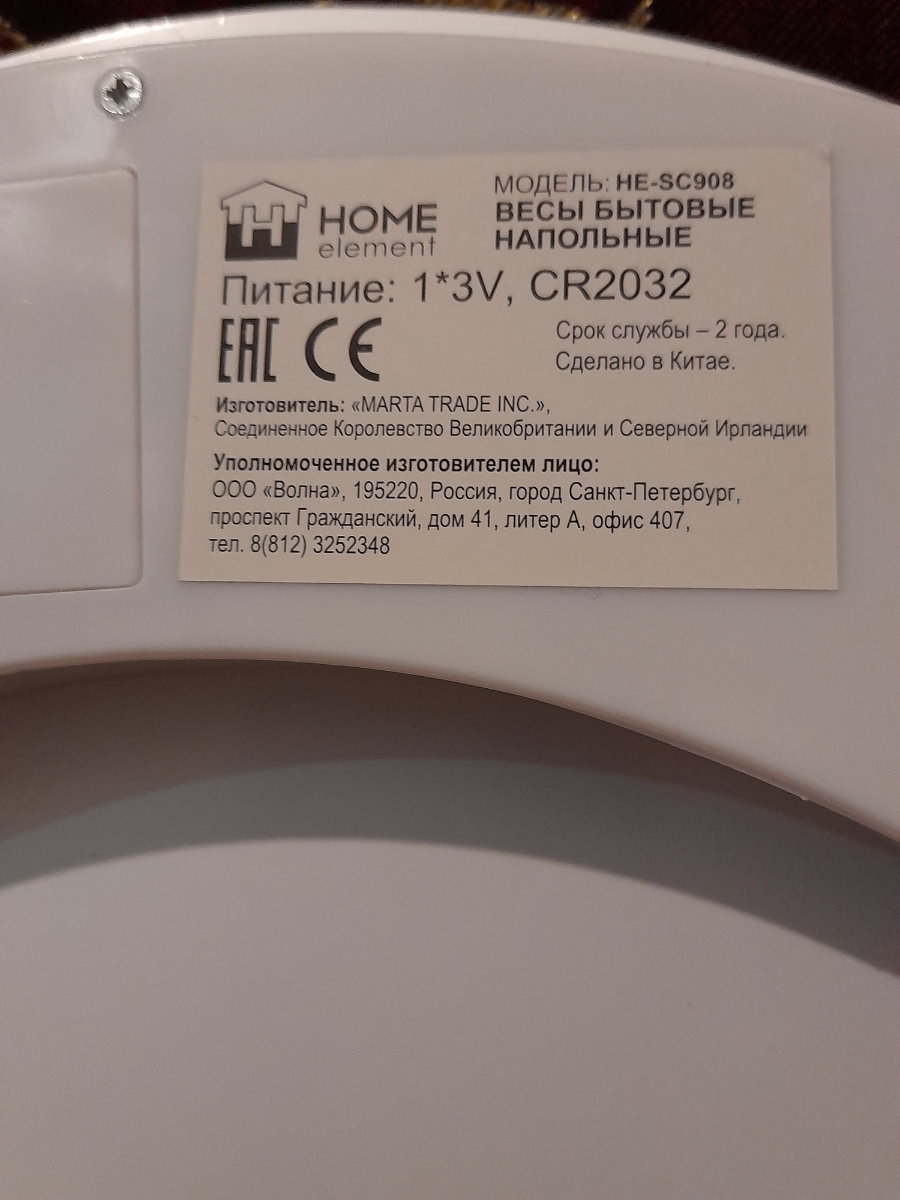 HOME
element
МОДЕЛЬ: HE-SC908
ВЕСЫ БЫТОВЫЕ
НАПОЛЬНЫЕ
Питание: 1*3V, CR2032
EAC CE
Срок службы – 2 года.
Сделано в Китае.
Изготовитель: «MARTA TRADE INC.»,
Соединенное Королевство Великобритании и Северной Ирландии
Уполномоченное изготовителем лицо:
ООО «Волна», 195220, Россия, город Санкт-Петербург,
проспект Гражданский, дом 41, литер А, офис 407,
тел. 8(812) 3252348